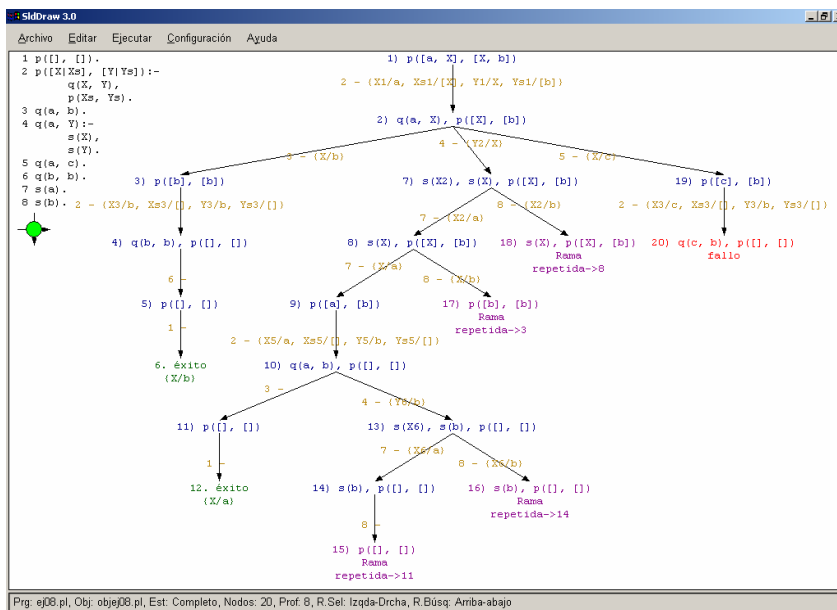 SldDraw 3.0
Archivo Editar Ejecutar Configuración Ayuda
1 p([], []).
2 p([X|Xs], [Y|Ys]):-
q(X, Y),
p(Xs, Ys).
3 q(a, b).
4 q(a, Y):-
s(X),
s(Y).
5 q(a, c).
6 q(b, b).
7 s(a).
8 s(b).
1) p([a, X], [X, b])
2 - {X1/a, Xs1/[X], Y1/X, Ys1/[b]}
2) q(a, X), p([X], [b])
3 - {X/b}
4 - {Y2/X}
5 - {X/c}
3) p([b], [b])
7) s(X2), s(X), p([X], [b])
19) p([c], [b])
2 - {X3/b, Xs3/[], Y3/b, Ys3/[]}
7 - {X2/a}
8 - {X2/b}
2 - {X3/c, Xs3/[], Y3/b, Ys3/[]}
4) q(b, b), p([], [])
8) s(X), p([X], [b])
18) s(X), p([X], [b])
Rama
repetida->8
20) q(c, b), p([], [])
fallo
6 -
7 - {X/a}
8 - {X/b}
5) p([], [])
9) p([a], [b])
17) p([b], [b])
Rama
repetida->3
1 -
2 - {X5/a, Xs5/[], Y5/b, Ys5/[]}
6. éxito
{X/b}
10) q(a, b), p([], [])
3 -
4 - {Y6/b}
11) p([], [])
13) s(X6), s(b), p([], [])
1 -
7 - {X6/a}
8 - {X6/b}
12. éxito
{X/a}
14) s(b), p([], [])
16) s(b), p([], [])
Rama
repetida->14
8 -
15) p([], [])
Rama
repetida->11
Prg: ej08.pl, Obj: objej08.pl, Est: Completo, Nodos: 20, Prof: 8, R.Sel: Izqda-Drcha, R.Búsq: Arriba-abajo